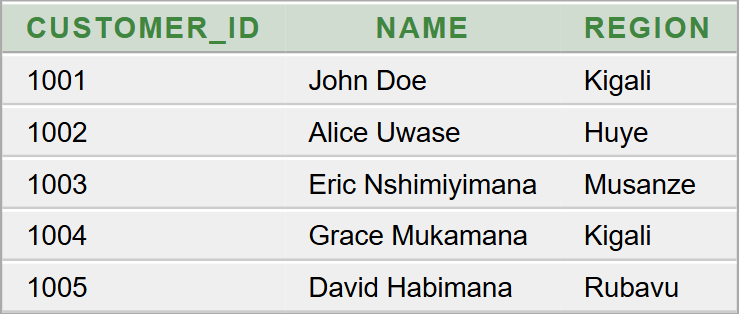 CUSTOMER_ID NAME REGION
1001 John Doe Kigali
1002 Alice Uwase Huye
1003 Eric Nshimiyimana Musanze
1004 Grace Mukamana Kigali
1005 David Habimana Rubavu